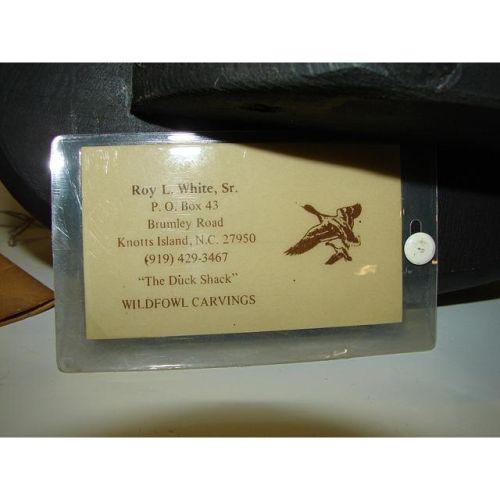 Roy L. White, Sr.
P. O. Box 43
Brumley Road
Knotts Island, N.C. 27950
(919) 429-3467
"The Duck Shack"
WILDFOWL CARVINGS